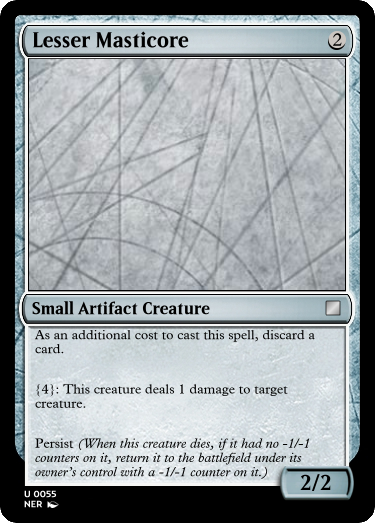 Lesser Masticore
2
Small Artifact Creature
As an additional cost to cast this spell, discard a
card.
{4}: This creature deals 1 damage to target
creature.
Persist (When this creature dies, if it had no -1/-1
counters on it, return it to the battlefield under its
owner's control with a -1/-1 counter on it.)
2/2
U 0055
NER